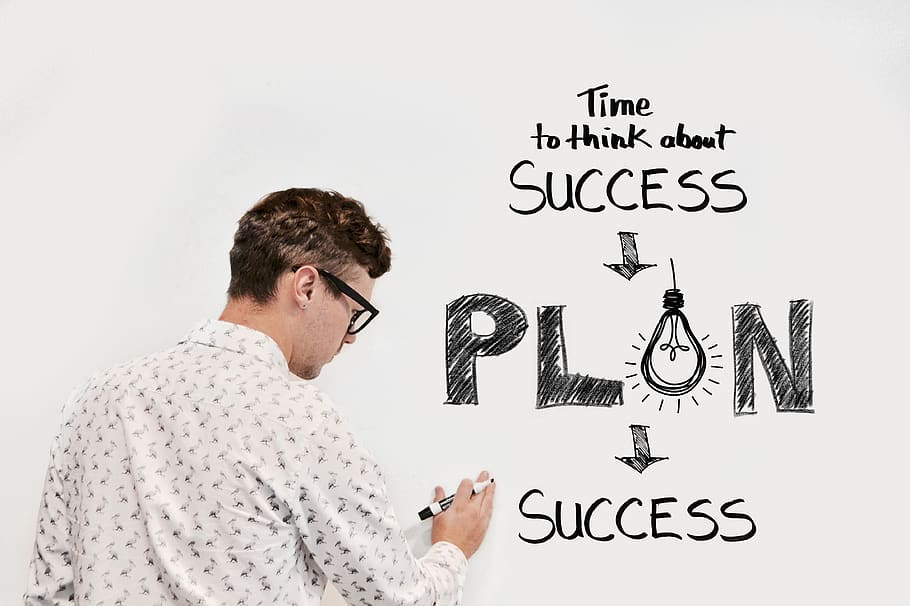 Time
to think about
SUCCESS
PLAN
SUCCESS